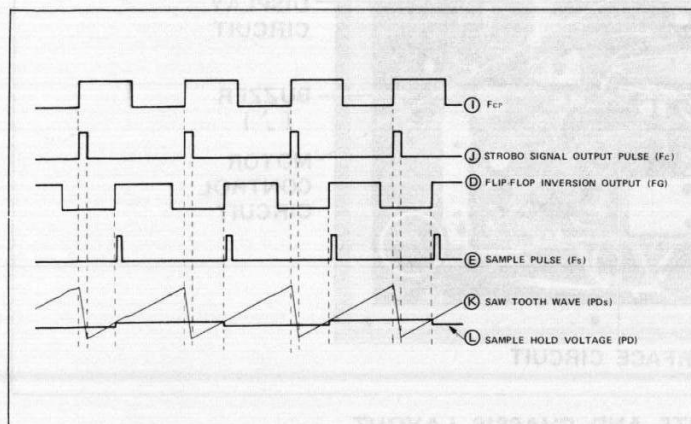 Ⓘ FCP
Ⓙ STROBO SIGNAL OUTPUT PULSE (Fc)
Ⓓ FLIP-FLOP INVERSION OUTPUT (FG)
Ⓔ SAMPLE PULSE (Fs)
Ⓚ SAW TOOTH WAVE (PDs)
Ⓛ SAMPLE HOLD VOLTAGE (PD)